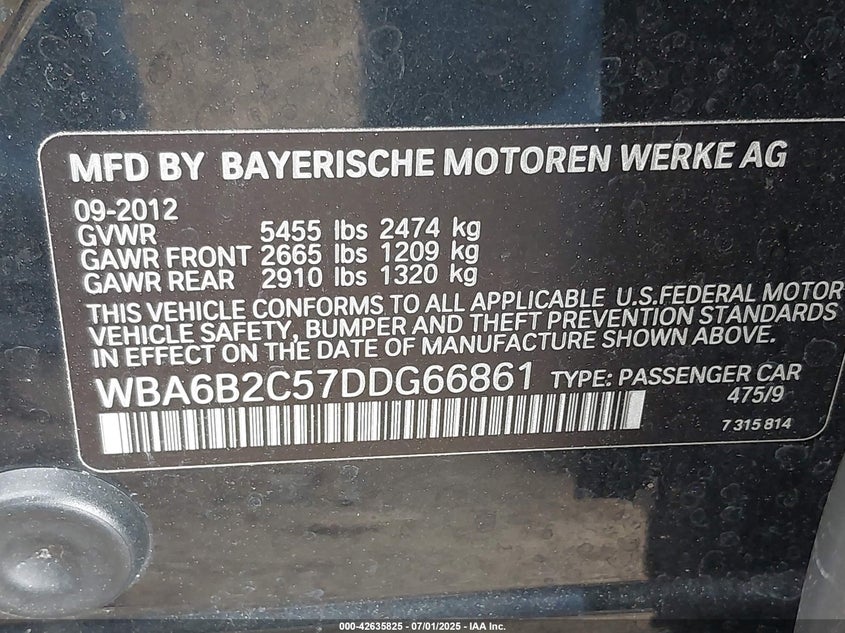 MFD BY BAYERISCHE MOTOREN WERKE AG
09-2012
GVWR 5455 lbs 2474 kg
GAWR FRONT 2665 lbs 1209 kg
GAWR REAR 2910 lbs 1320 kg
THIS VEHICLE CONFORMS TO ALL APPLICABLE U.S.FEDERAL MOTOR
VEHICLE SAFETY, BUMPER AND THEFT PREVENTION STANDARDS
IN EFFECT ON THE DATE OF MANUFACTURE SHOWN ABOVE.
WBA6B2C57DDG66861 TYPE: PASSENGER CAR
475/9
7 315 814
000-42635825 - 07/01/2025 - IAA Inc.